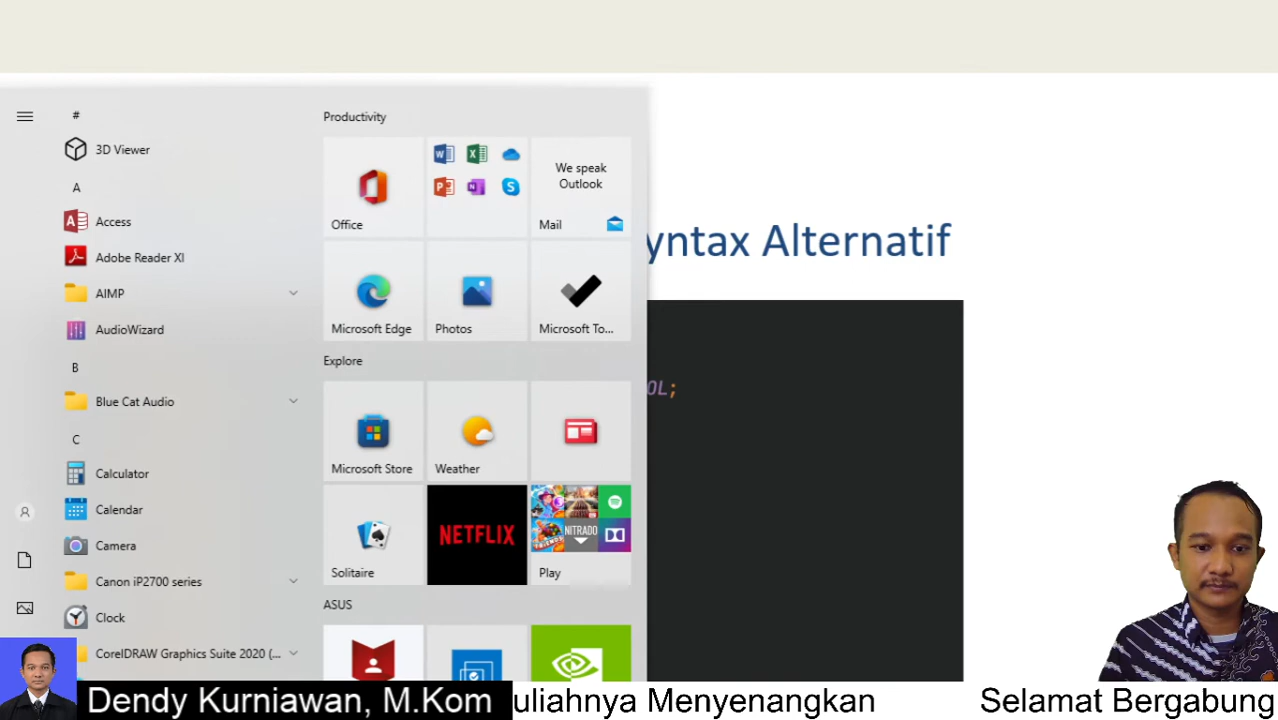 #
3D Viewer
A
Access
Adobe Reader XI
AIMP
AudioWizard
B
Blue Cat Audio
C
Calculator
Calendar
Camera
Canon iP2700 series
Clock
CorelDRAW Graphics Suite 2020 (...
Productivity
Office
We speak
Outlook
Mail
Microsoft Edge
Photos
Microsoft To...
Explore
Microsoft Store
Weather
Solitaire
NETFLIX
NITRADO
Play
ASUS
yntax Alternatif
OL;
Dendy Kurniawan, M.Kom
uliahnya Menyenangkan
Selamat Bergabung